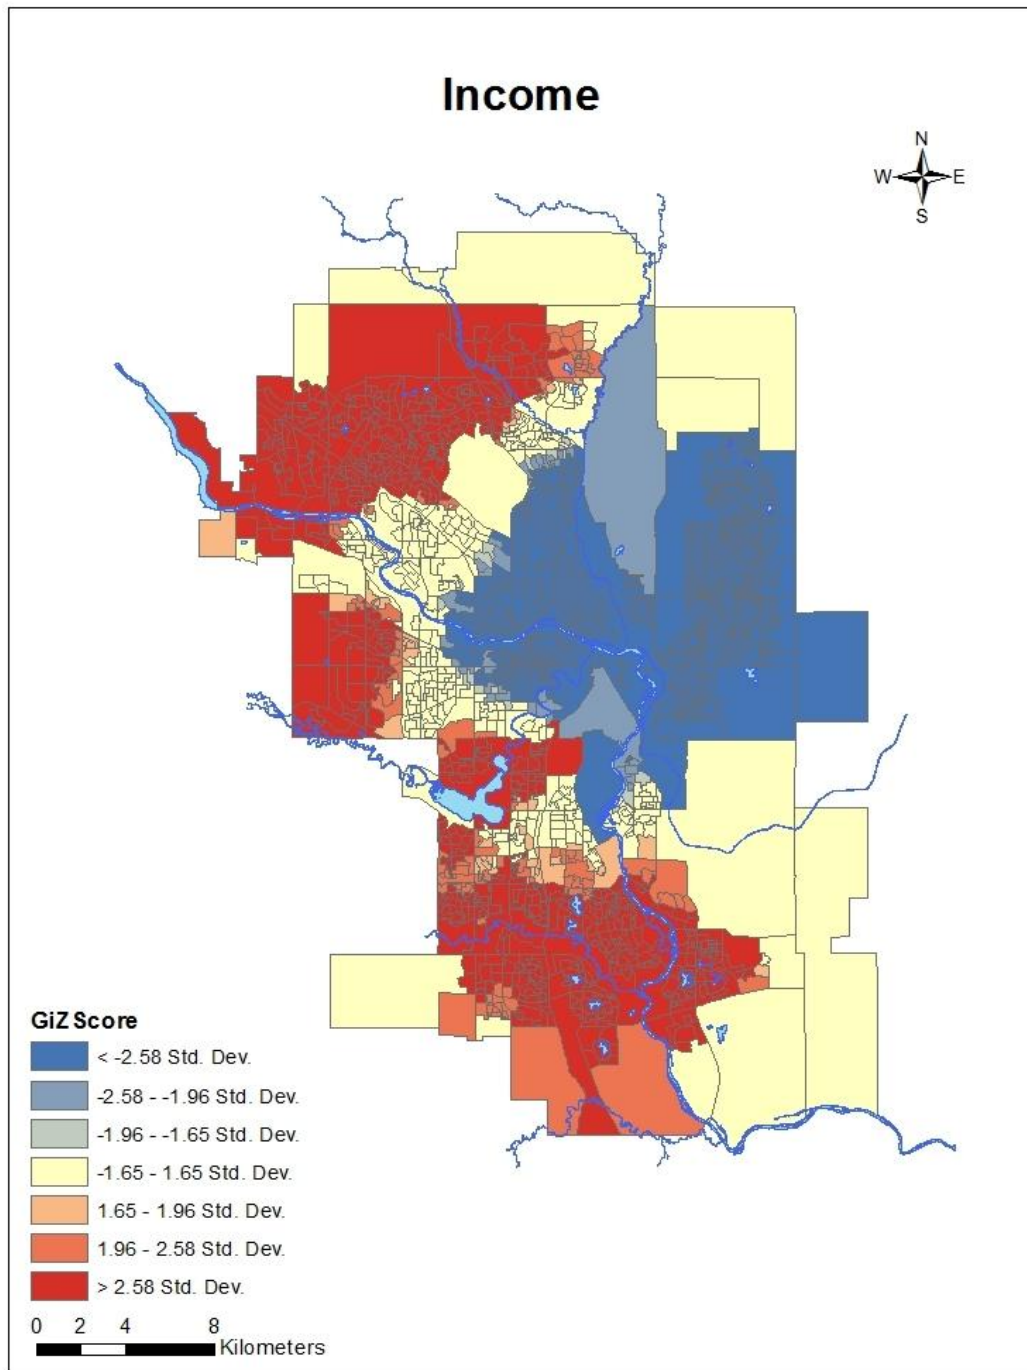 Income
N
W E
S
GiZScore
< -2.58 Std. Dev.
-2.58 - -1.96 Std. Dev.
-1.96 - -1.65 Std. Dev.
-1.65 - 1.65 Std. Dev.
1.65 - 1.96 Std. Dev.
1.96 - 2.58 Std. Dev.
> 2.58 Std. Dev.
0 2 4 8
Kilometers